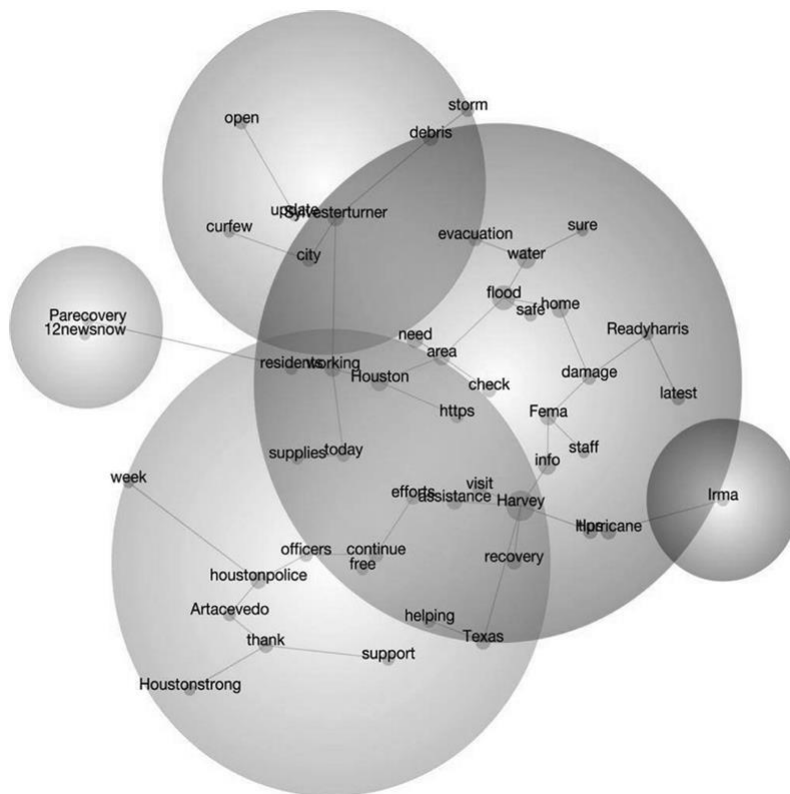 storm
open
debris
update
Sylvesterturner
curfew
sure
evacuation
city
water
flood
home
safe
Parecovery
12newsnow
need
Readyharris
area
residents
working
Houston
damage
check
latest
https
Fema
supplies
today
staff
info
week
visit
efforts
assistance
Harvey
Irma
tips
Hurricane
officers
continue
free
recovery
houstonpolice
Artacevedo
helping
thank
Texas
support
Houstonstrong